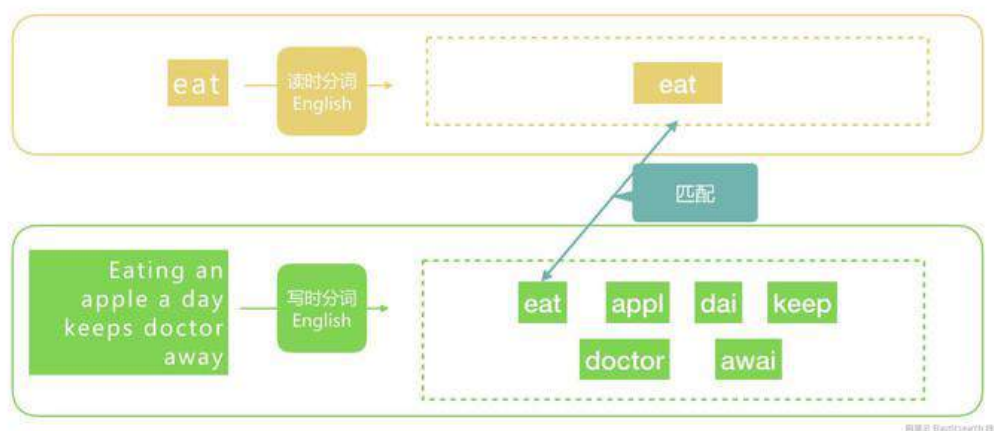 eat
读时分词
English
eat
匹配
Eating an
apple a day
keeps doctor
away
写时分词
English
eat appl dai keep
doctor awai